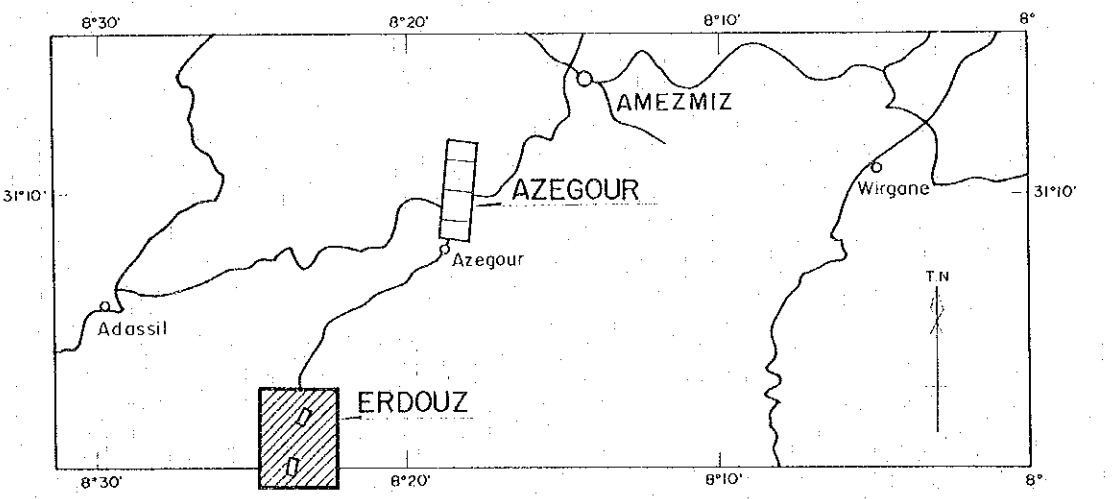 8°30' 8°20' 8°10' 8°
AMEZMIZ
31°10' AZEGOUR Wirgane 31°10'
Azegour
T.N
Adassil
ERDOUZ
8°30' 8°20' 8°10' 8°